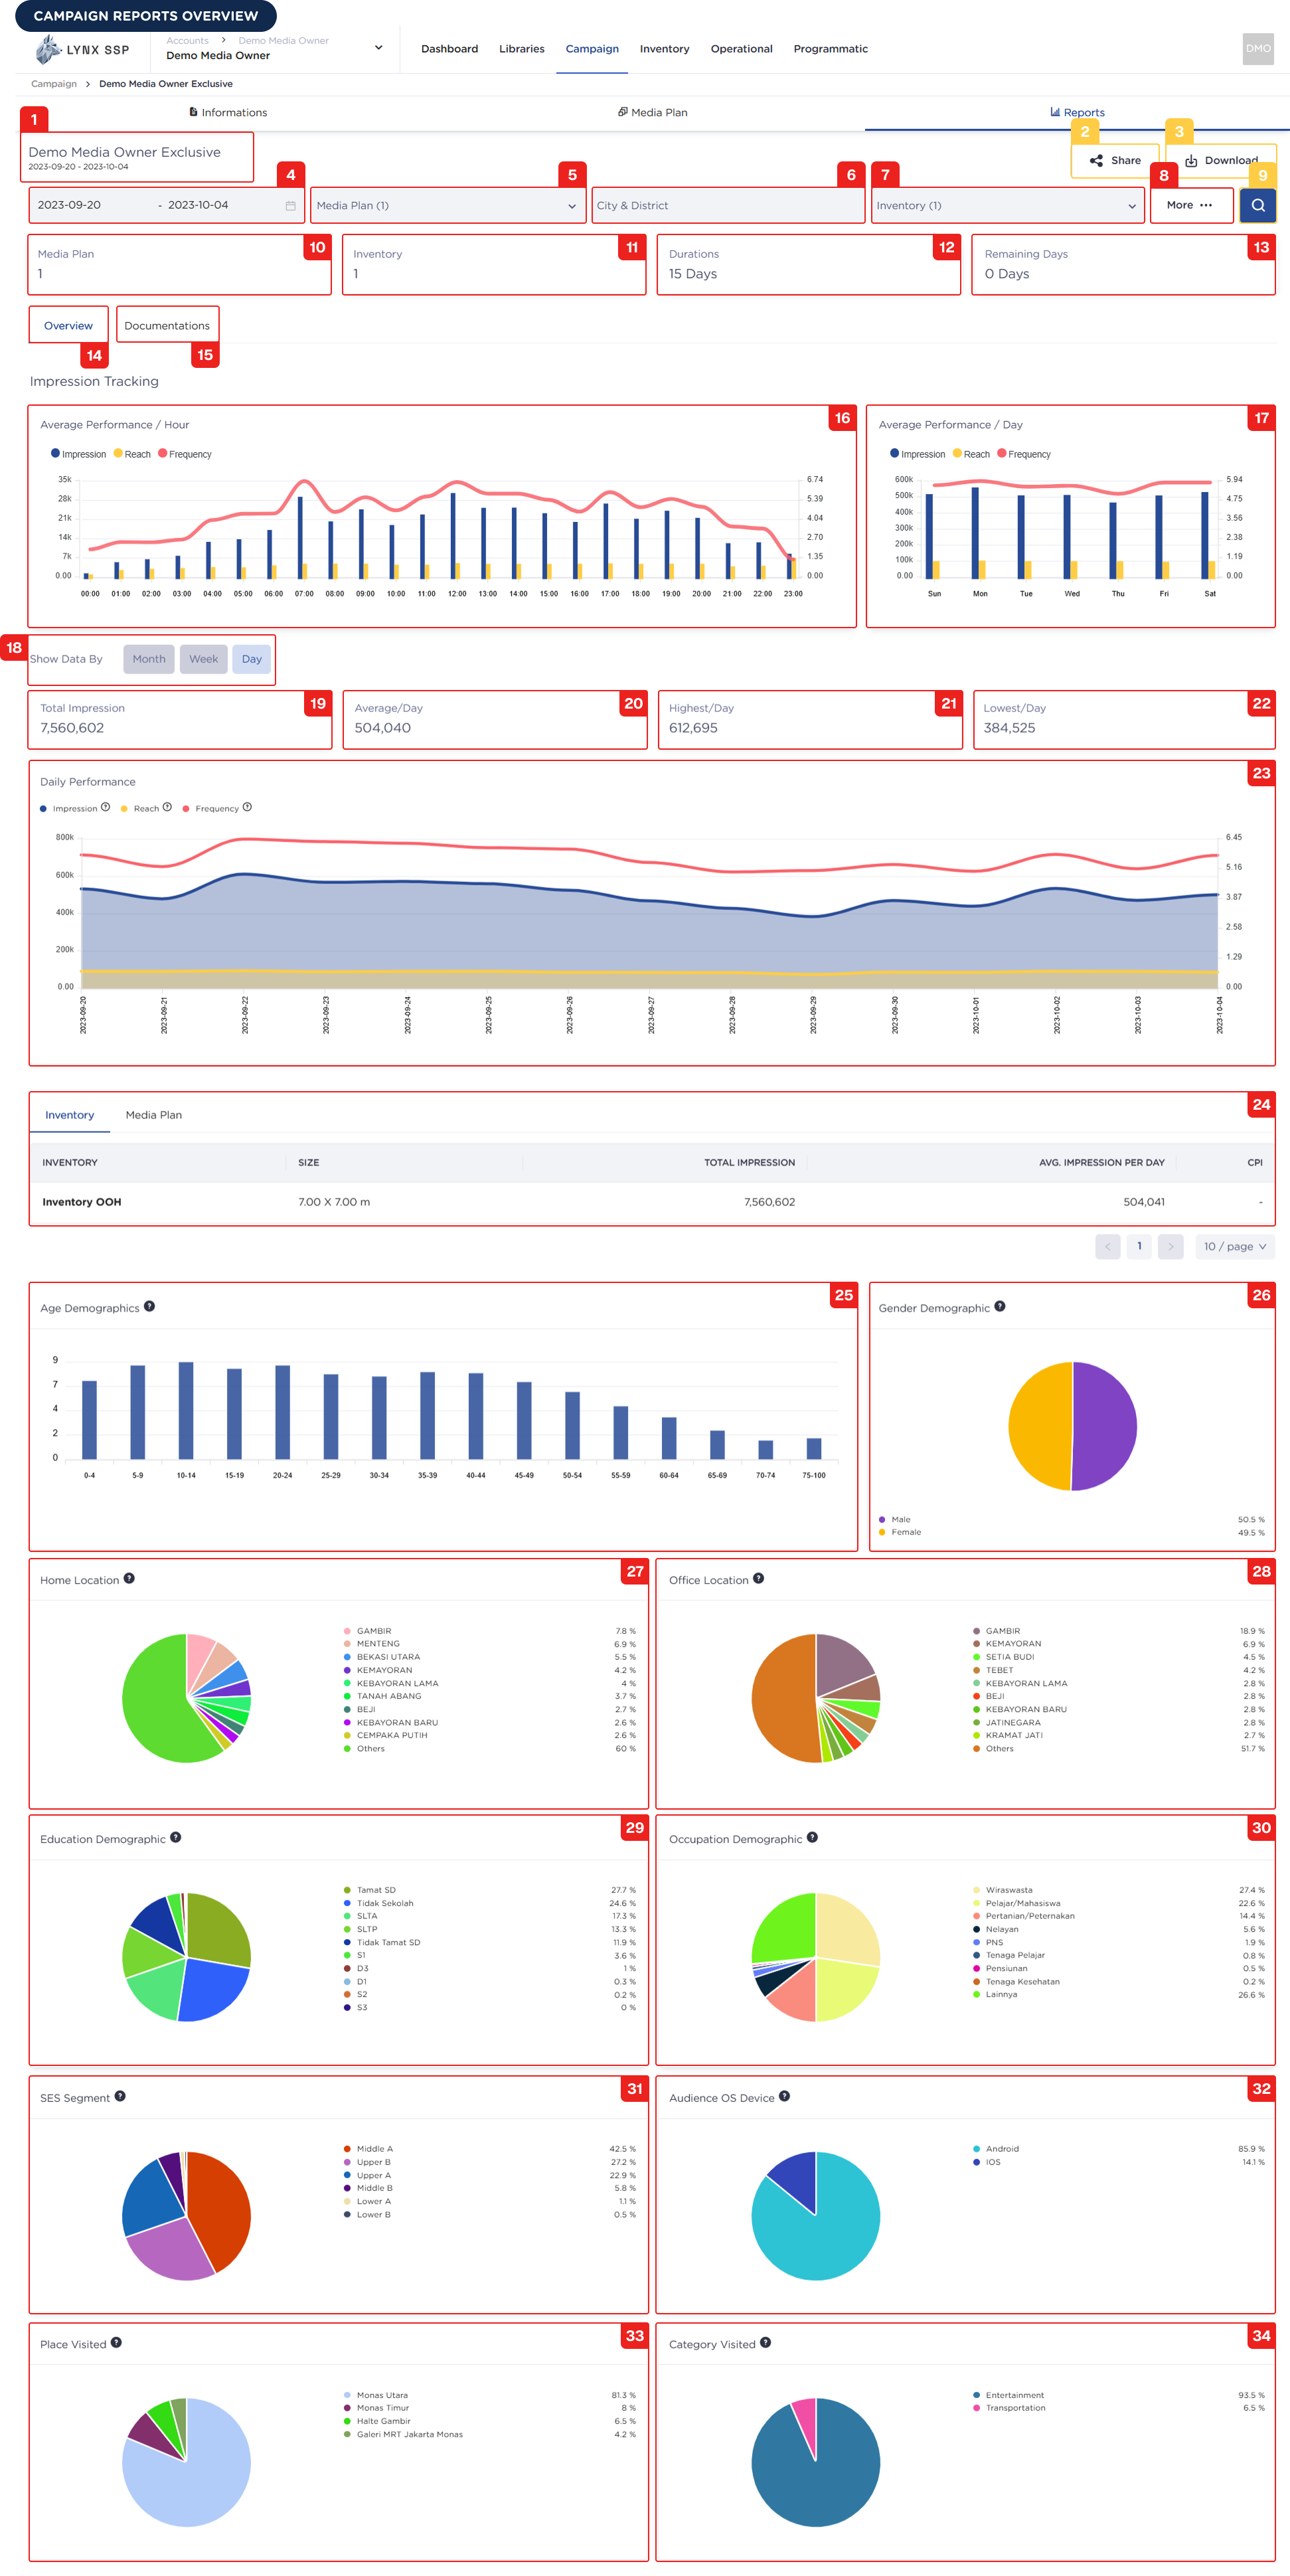 CAMPAIGN REPORTS OVERVIEW
LYNX SSP
Accounts > Demo Media Owner
Demo Media Owner
Dashboard Libraries Campaign Inventory Operational Programmatic
DMO
Campaign > Demo Media Owner Exclusive
Informations Media Plan Reports
1
2 3
Demo Media Owner Exclusive
2023-09-20 - 2023-10-04
Share Download
4 5 6 7 8 9
2023-09-20 - 2023-10-04 Media Plan (1) City & District Inventory (1) More •••
10 11 12 13
Media Plan Inventory Durations Remaining Days
1 1 15 Days 0 Days
Overview Documentations
14 15
Impression Tracking
16
Average Performance / Hour
Impression Reach Frequency
35k 6.74
28k 5.39
21k 4.04
14k 2.70
7k 1.35
0.00 0.00
00:00 01:00 02:00 03:00 04:00 05:00 06:00 07:00 08:00 09:00 10:00 11:00 12:00 13:00 14:00 15:00 16:00 17:00 18:00 19:00 20:00 21:00 22:00 23:00
17
Average Performance / Day
Impression Reach Frequency
600k 5.94
500k 4.75
400k 3.56
300k 2.38
200k 1.19
100k 0.00
0.00
Sun Mon Tue Wed Thu Fri Sat
18
Show Data By Month Week Day
19 20 21 22
Total Impression Average/Day Highest/Day Lowest/Day
7,560,602 504,040 612,695 384,525
23
Daily Performance
Impression Reach Frequency
800k 6.45
600k 5.16
400k 3.87
200k 2.58
0.00 1.29
0.00
2023-09-20 2023-09-21 2023-09-22 2023-09-23 2023-09-24 2023-09-25 2023-09-26 2023-09-27 2023-09-28 2023-09-29 2023-09-30 2023-10-01 2023-10-02 2023-10-03 2023-10-04
24
Inventory Media Plan
INVENTORY SIZE TOTAL IMPRESSION AVG. IMPRESSION PER DAY CPI
Inventory OOH 7.00 X 7.00 m 7,560,602 504,041 -
< 1 > 10 / page
25
Age Demographics ?
9
7
4
2
0
0-4 5-9 10-14 15-19 20-24 25-29 30-34 35-39 40-44 45-49 50-54 55-59 60-64 65-69 70-74 75-100
26
Gender Demographic ?
Male 50.5 %
Female 49.5 %
27
Home Location ?
GAMBIR 7.8 %
MENTENG 6.9 %
BEKASI UTARA 5.5 %
KEMAYORAN 4.2 %
KEBAYORAN LAMA 4 %
TANAH ABANG 3.7 %
BEJI 2.7 %
KEBAYORAN BARU 2.6 %
CEMPAKA PUTIH 2.6 %
Others 60 %
28
Office Location ?
GAMBIR 18.9 %
KEMAYORAN 6.9 %
SETIA BUDI 4.5 %
TEBET 4.2 %
KEBAYORAN LAMA 2.8 %
BEJI 2.8 %
KEBAYORAN BARU 2.8 %
JATINEGARA 2.8 %
KRAMAT JATI 2.7 %
Others 51.7 %
29
Education Demographic ?
Tamat SD 27.7 %
Tidak Sekolah 24.6 %
SLTA 17.3 %
SLTP 13.3 %
Tidak Tamat SD 11.9 %
S1 3.6 %
D3 1 %
D1 0.3 %
S2 0.2 %
S3 0 %
30
Occupation Demographic ?
Wiraswasta 27.4 %
Pelajar/Mahasiswa 22.6 %
Pertanian/Peternakan 14.4 %
Nelayan 5.6 %
PNS 1.9 %
Tenaga Pelajar 0.8 %
Pensiunan 0.5 %
Tenaga Kesehatan 0.2 %
Lainnya 26.6 %
31
SES Segment ?
Middle A 42.5 %
Upper B 27.2 %
Upper A 22.9 %
Middle B 5.8 %
Lower A 1.1 %
Lower B 0.5 %
32
Audience OS Device ?
Android 85.9 %
IOS 14.1 %
33
Place Visited ?
Monas Utara 81.3 %
Monas Timur 8 %
Halte Gambir 6.5 %
Galeri MRT Jakarta Monas 4.2 %
34
Category Visited ?
Entertainment 93.5 %
Transportation 6.5 %